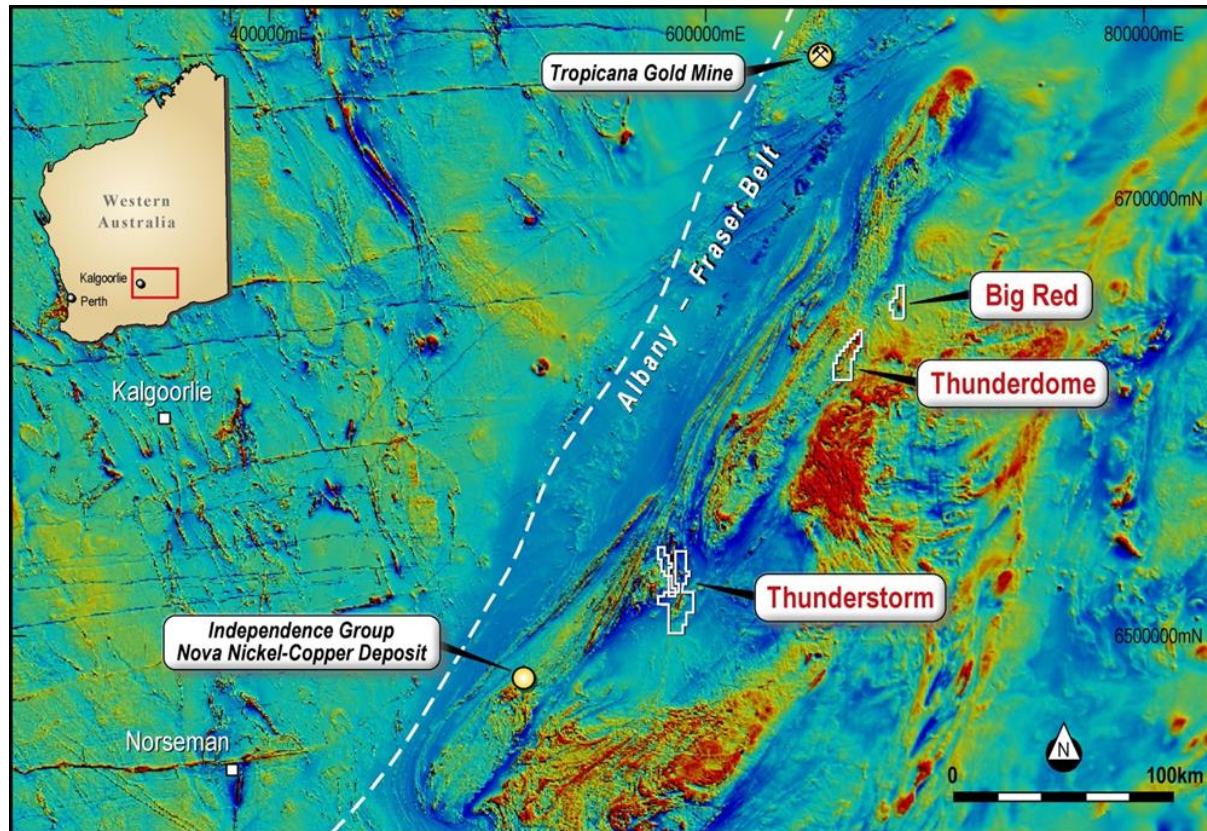 400000mE
600000mE
800000mE
Tropicana Gold Mine
Western
Australia
Kalgoorlie
Perth
Albany - Fraser Belt
6700000mN
Big Red
Thunderdome
Kalgoorlie
Thunderstorm
Independence Group
Nova Nickel-Copper Deposit
6500000mN
Norseman
N
0
100km